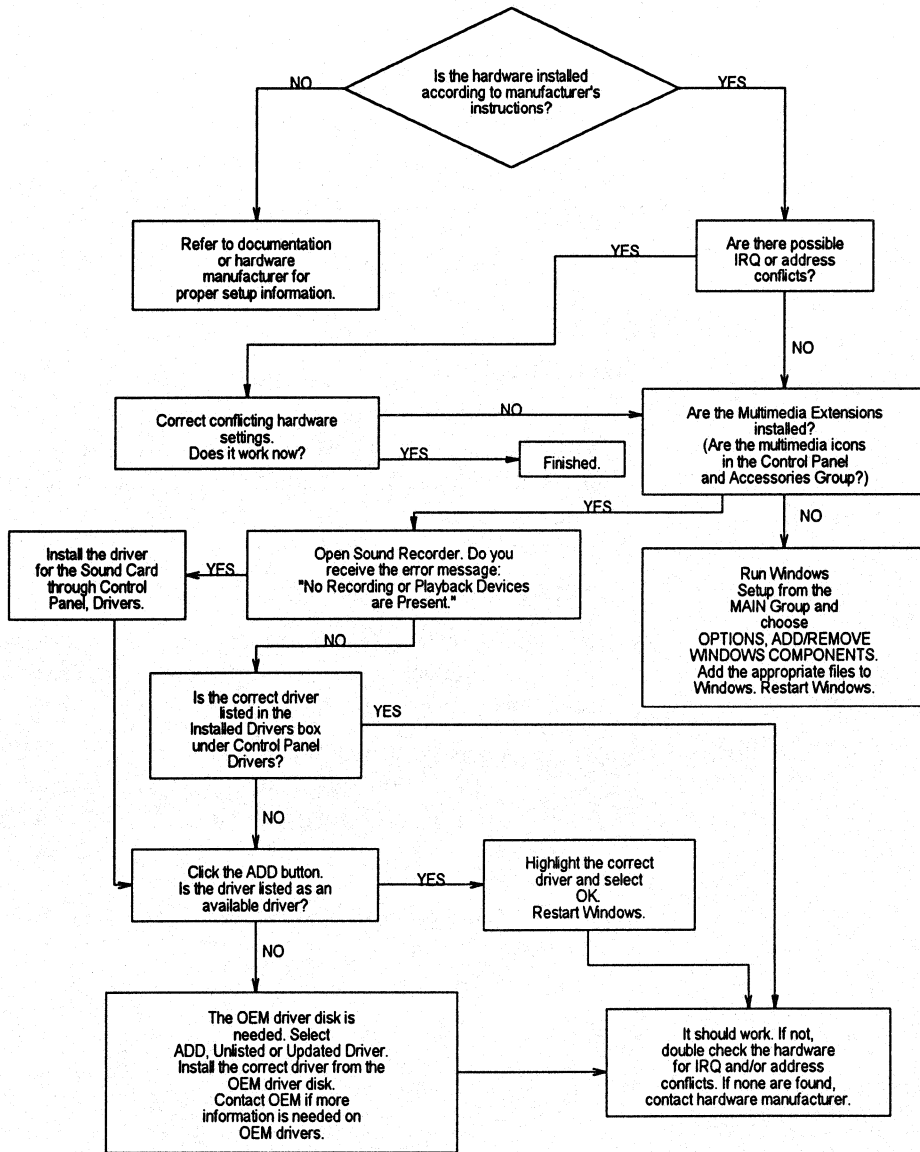 Is the hardware installed
according to manufacturer's
instructions?
NO
YES
Refer to documentation
or hardware
manufacturer for
proper setup information.
Are there possible
IRQ or address
conflicts?
YES
NO
Correct conflicting hardware
settings.
Does it work now?
NO
YES
Finished.
Are the Multimedia Extensions
installed?
(Are the multimedia icons
in the Control Panel
and Accessories Group?)
YES
NO
Install the driver
for the Sound Card
through Control
Panel, Drivers.
YES
Open Sound Recorder. Do you
receive the error message:
"No Recording or Playback Devices
are Present."
NO
Run Windows
Setup from the
MAIN Group and
choose
OPTIONS, ADD/REMOVE
WINDOWS COMPONENTS.
Add the appropriate files to
Windows. Restart Windows.
Is the correct driver
listed in the
Installed Drivers box
under Control Panel
Drivers?
YES
NO
Click the ADD button.
Is the driver listed as an
available driver?
YES
Highlight the correct
driver and select
OK.
Restart Windows.
NO
The OEM driver disk is
needed. Select
ADD, Unlisted or Updated Driver.
Install the correct driver from the
OEM driver disk.
Contact OEM if more
information is needed on
OEM drivers.
It should work. If not,
double check the hardware
for IRQ and/or address
conflicts. If none are found,
contact hardware manufacturer.